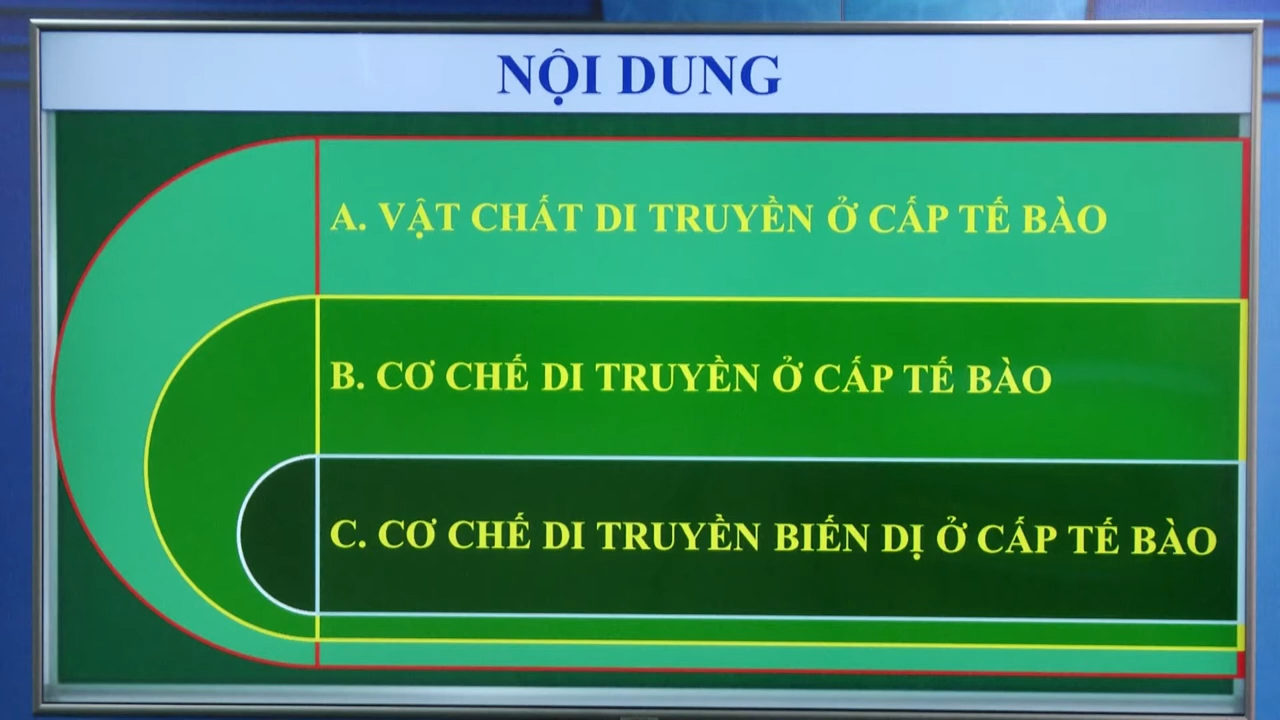 NỘI DUNG
A. VẬT CHẤT DI TRUYỀN Ở CẤP TẾ BÀO
B. CƠ CHẾ DI TRUYỀN Ở CẤP TẾ BÀO
C. CƠ CHẾ DI TRUYỀN BIẾN DỊ Ở CẤP TẾ BÀO